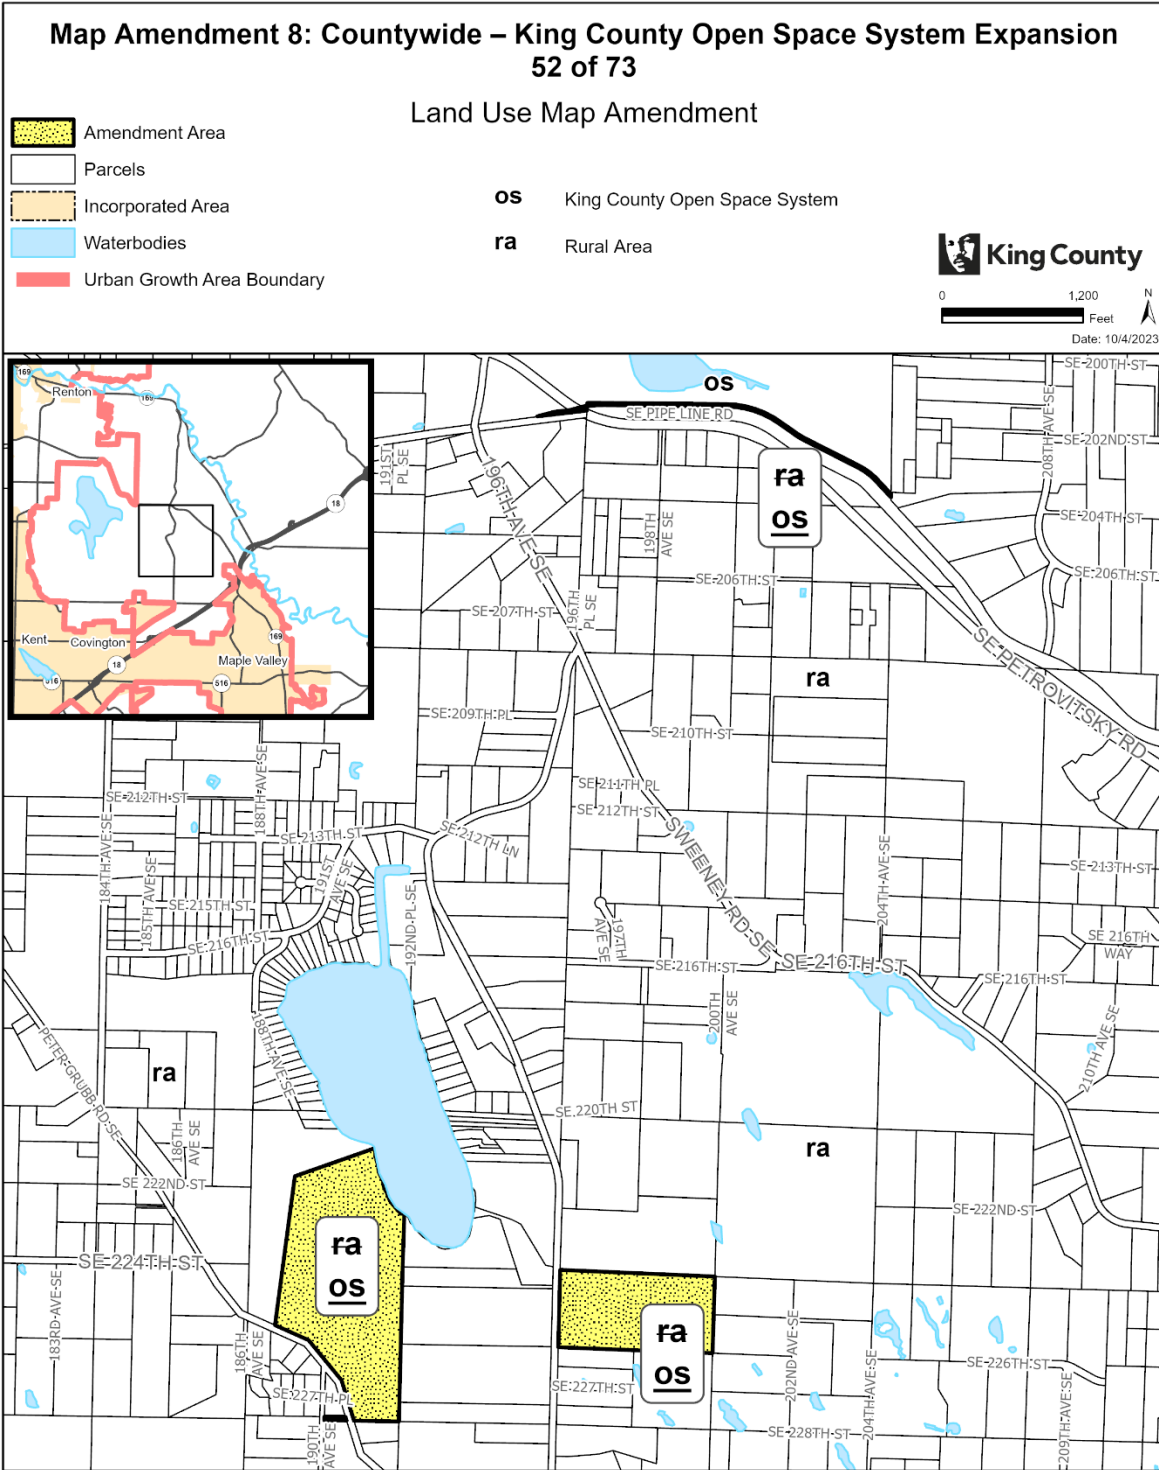 Map Amendment 8: Countywide – King County Open Space System Expansion
52 of 73
Land Use Map Amendment
Amendment Area
Parcels
Incorporated Area
Waterbodies
Urban Growth Area Boundary
os King County Open Space System
ra Rural Area
King County
0 1,200
Feet
N
Date: 10/4/2023
169
Renton
169
18
Kent
Covington
169
18
Maple Valley
516
516
os
SE PIPE LINE RD
SE 200TH ST
208TH AVE SE
SE 202ND ST
191ST
PL SE
196TH AVE SE
ra
os
198TH
AVE SE
SE 204TH ST
SE 206TH ST
SE 206TH ST
SE 207TH ST
196TH
PL SE
SE PETROVITSKY RD
ra
SE 209TH PL
SE 210TH ST
188TH AVE SE
SE 211TH PL
SE 212TH ST
SE 212TH ST
SE 213TH ST
SE 212TH LN
SWEENEY RD SE
184TH AVE SE
185TH AVE SE
191ST
AVE SE
192ND PL SE
204TH AVE SE
SE 213TH ST
SE 215TH ST
SE 216TH ST
197TH
AVE SE
SE 216TH ST
SE 216TH ST
SE 216TH
WAY
SE 216TH ST
188TH AVE SE
200TH
AVE SE
210TH AVE SE
PETER GRUBB RD SE
ra
186TH
AVE SE
SE 220TH ST
ra
SE 222ND ST
SE 222ND ST
ra
os
SE 224TH ST
183RD AVE SE
186TH
AVE SE
ra
os
202ND AVE SE
204TH AVE SE
SE 226TH ST
SE 227TH PL
SE 227TH ST
209TH AVE SE
190TH
AVE SE
SE 228TH ST